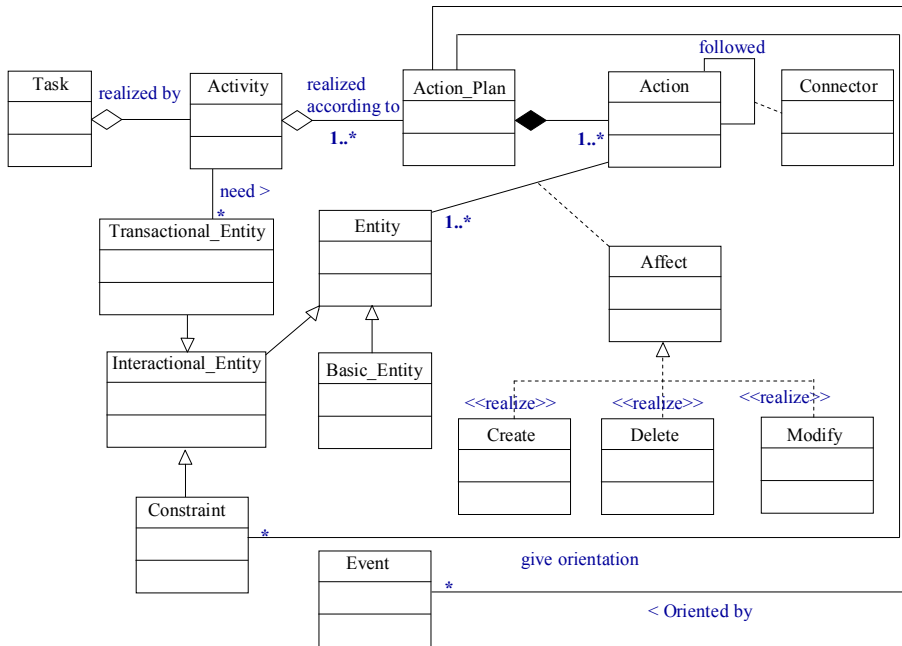 followed
Task
Activity
realized
according to
Action_Plan
Action
Connector
realized by
1..*
1..*
need >
*
Transactional_Entity
Entity
1..*
Affect
Interactional_Entity
Basic_Entity
<<realize>>
<<realize>>
<<realize>>
Create
Delete
Modify
Constraint
*
give orientation
Event
*
< Oriented by